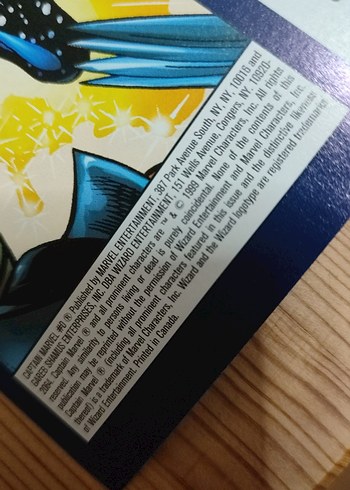 CAPTAIN MARVEL #0 ® Published by MARVEL ENTERTAINMENT, 387 Park Avenue South, NY, NY, 10016 and
GAREB SHAMUS ENTERPRISES, INC. DBA WIZARD ENTERTAINMENT, 151 Wells Avenue, Congers, NY, 10920-
2064. Captain Marvel ® and all prominent characters are ™ & © 1999 Marvel Characters, Inc. All rights
reserved. Any similarity to persons living or dead is purely coincidental. None of the contents of this
publication may be reprinted without the permission of Wizard Entertainment and Marvel Characters, Inc.
Captain Marvel ® (including all prominent characters featured in this issue and the distinctive likeness
thereof) is a trademark of Marvel Characters, Inc. Wizard and the Wizard logotype are registered trademarks
of Wizard Entertainment. Printed in Canada.